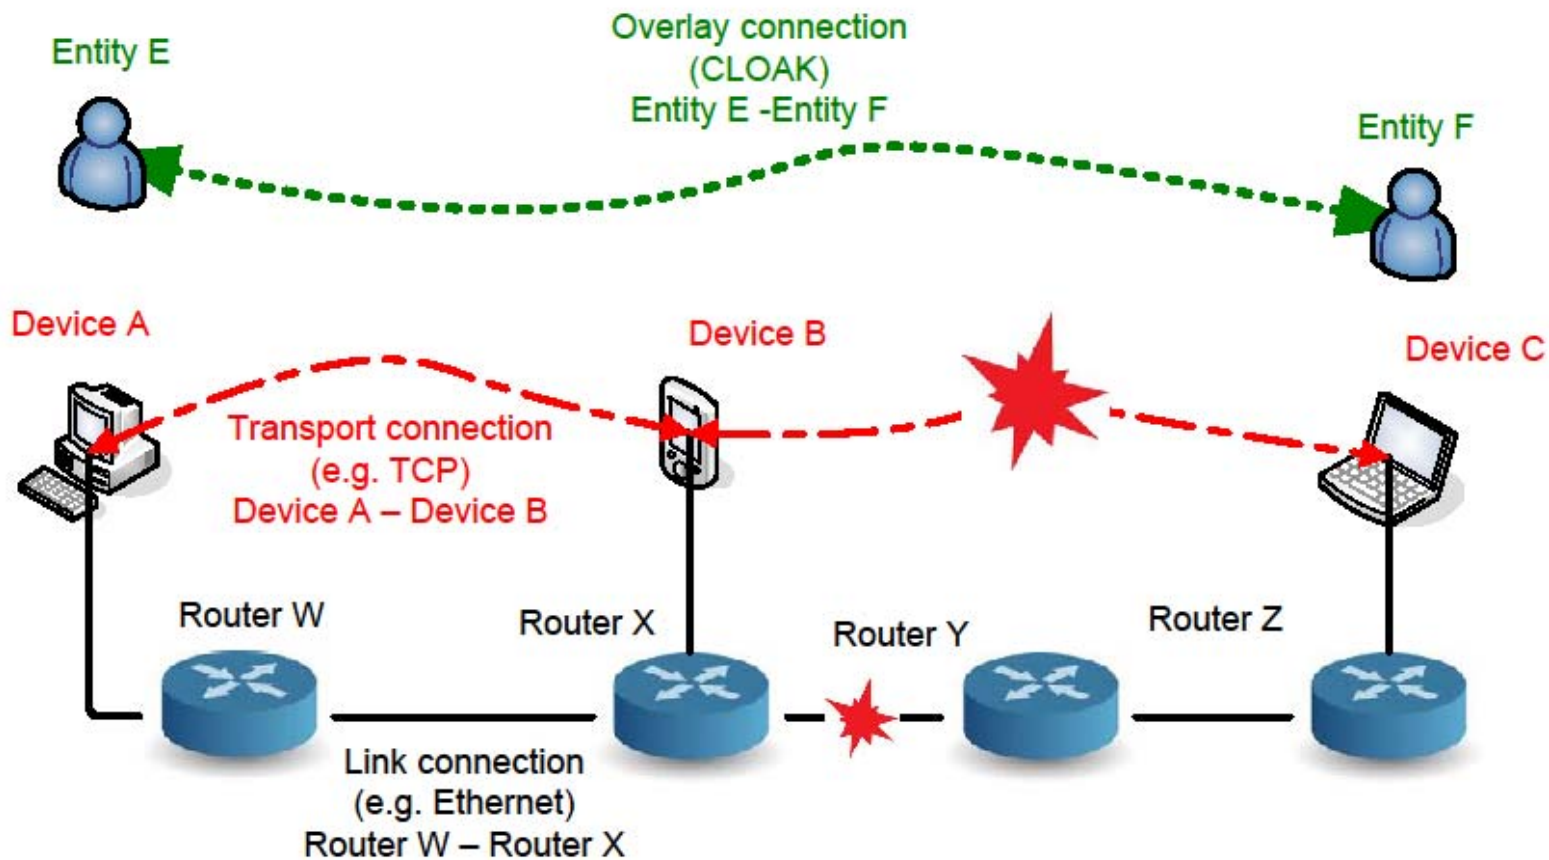 Overlay connection
(CLOAK)
Entity E -Entity F
Entity E
Entity F
Device A
Device B
Device C
Transport connection
(e.g. TCP)
Device A – Device B
Router W
Router X
Router Y
Router Z
Link connection
(e.g. Ethernet)
Router W – Router X